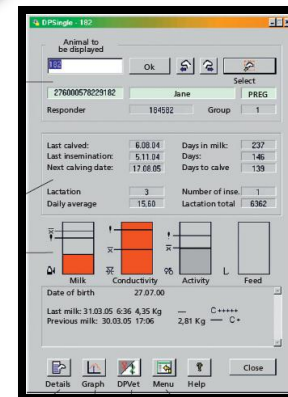 DPSingle - 182
Animal to
be displayed
182
Ok
Select
276000578229182 Jane PREG
Responder 184582 Group 1
Last calved: 6.08.04 Days in milk: 237
Last insemination: 5.11.04 Days: 146
Next calving date: 17.08.05 Days to calve 139
Lactation 3 Number of inse. 1
Daily average 15,60 Lactation total 6362
Milk Conductivity Activity Feed
Date of birth 27.07.00
Last milk: 31.03.05 6:36 4,35 Kg — C+++++
Previous milk: 30.03.05 17:06 2,81 Kg — C+
Details Graph DPVet Menu Help Close